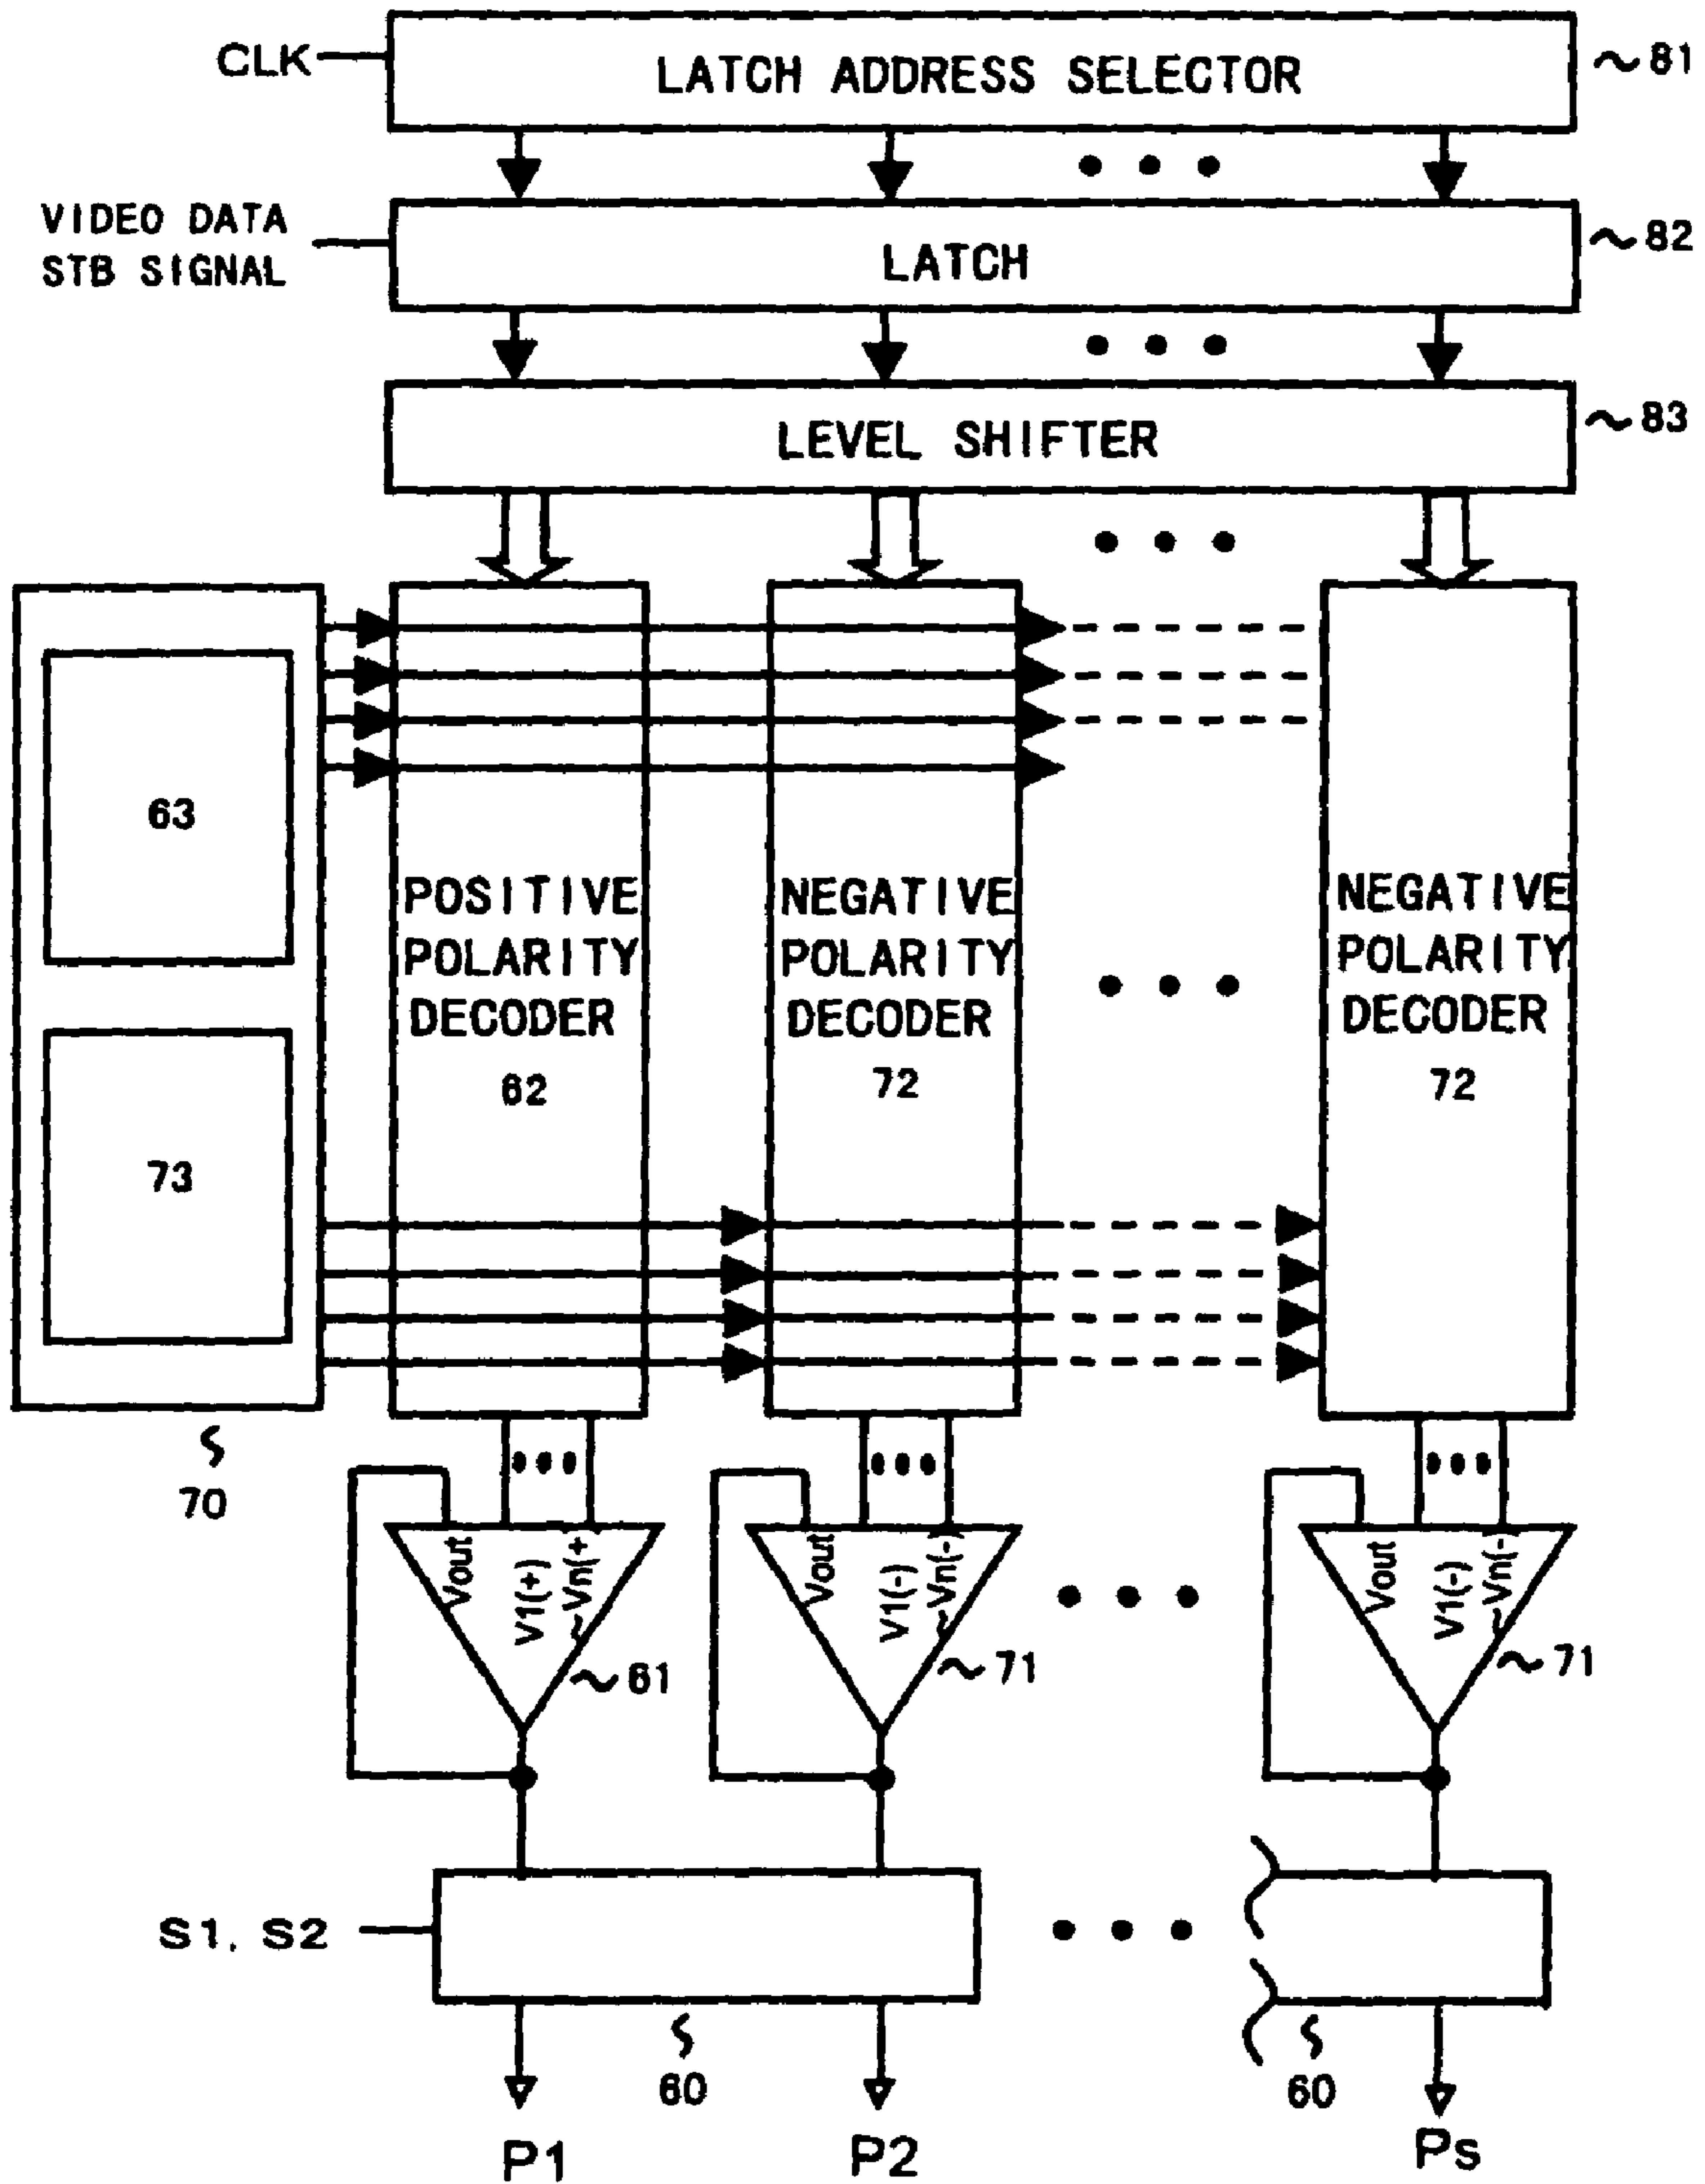 CLK
LATCH ADDRESS SELECTOR
81
VIDEO DATA
STB SIGNAL
LATCH
82
LEVEL SHIFTER
83
63
73
70
POSITIVE
POLARITY
DECODER
62
NEGATIVE
POLARITY
DECODER
72
NEGATIVE
POLARITY
DECODER
72
Vout
V1(+)
~Vn(+
61
Vout
V1(-)
~Vn(-)
71
Vout
V1(-)
~Vn(-)
71
S1, S2
60
60
P1
P2
Ps